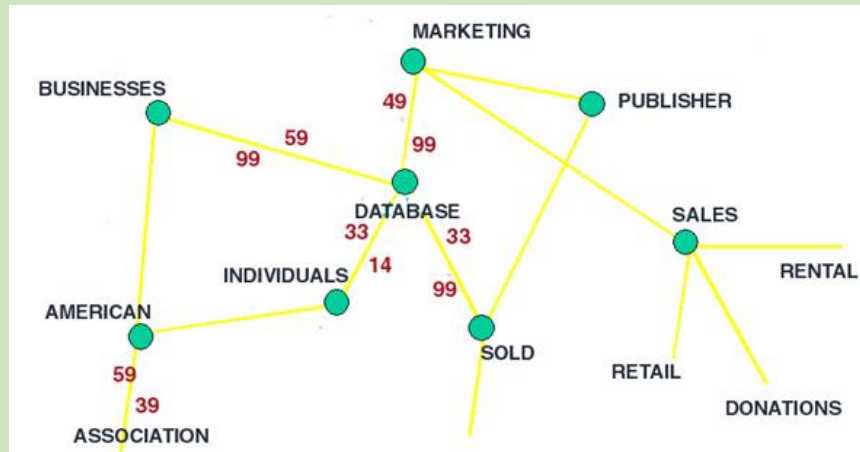 MARKETING
BUSINESSES
49
PUBLISHER
59
99
99
DATABASE
SALES
33
33
14
INDIVIDUALS
RENTAL
99
AMERICAN
SOLD
59
RETAIL
39
DONATIONS
ASSOCIATION